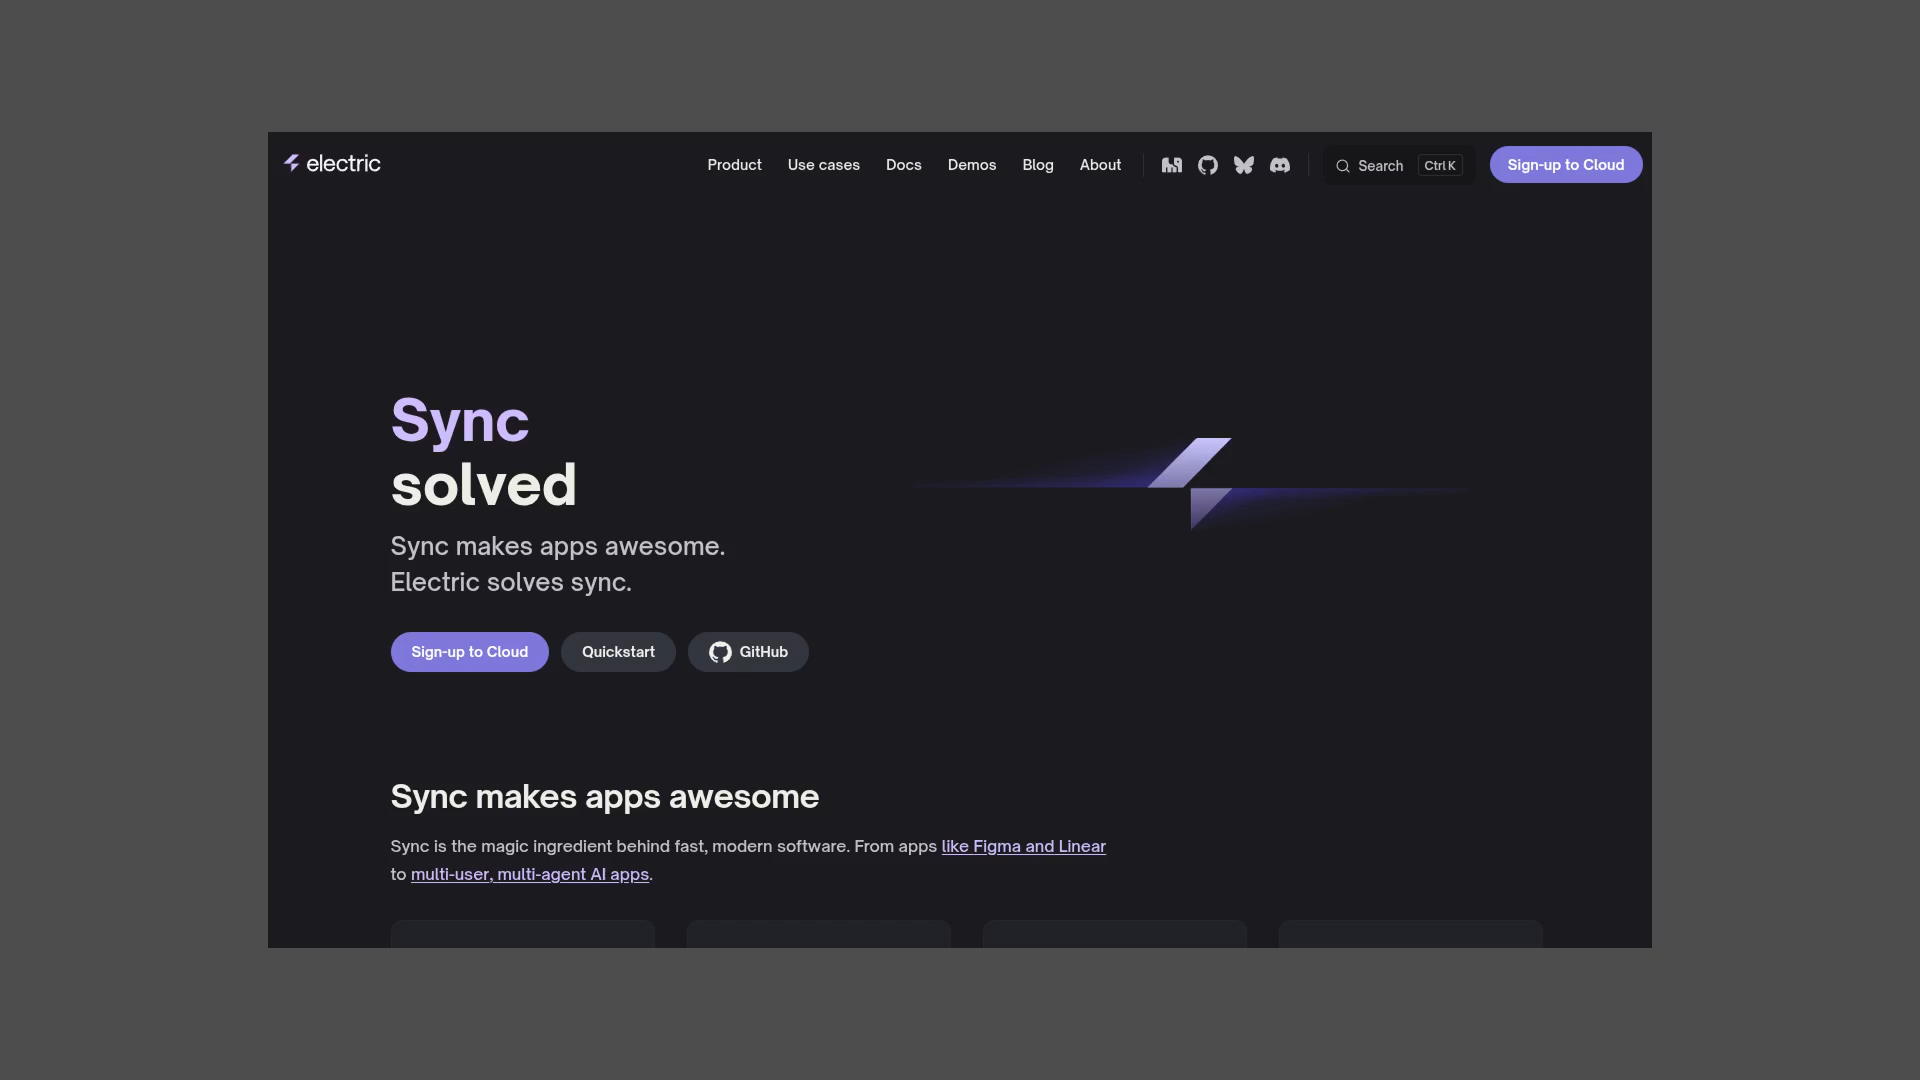 electric
Product Use cases Docs Demos Blog About Search Ctrl K Sign-up to Cloud
Sync
solved
Sync makes apps awesome.
Electric solves sync.
Sign-up to Cloud Quickstart GitHub
Sync makes apps awesome
Sync is the magic ingredient behind fast, modern software. From apps like Figma and Linear
to multi-user, multi-agent AI apps.